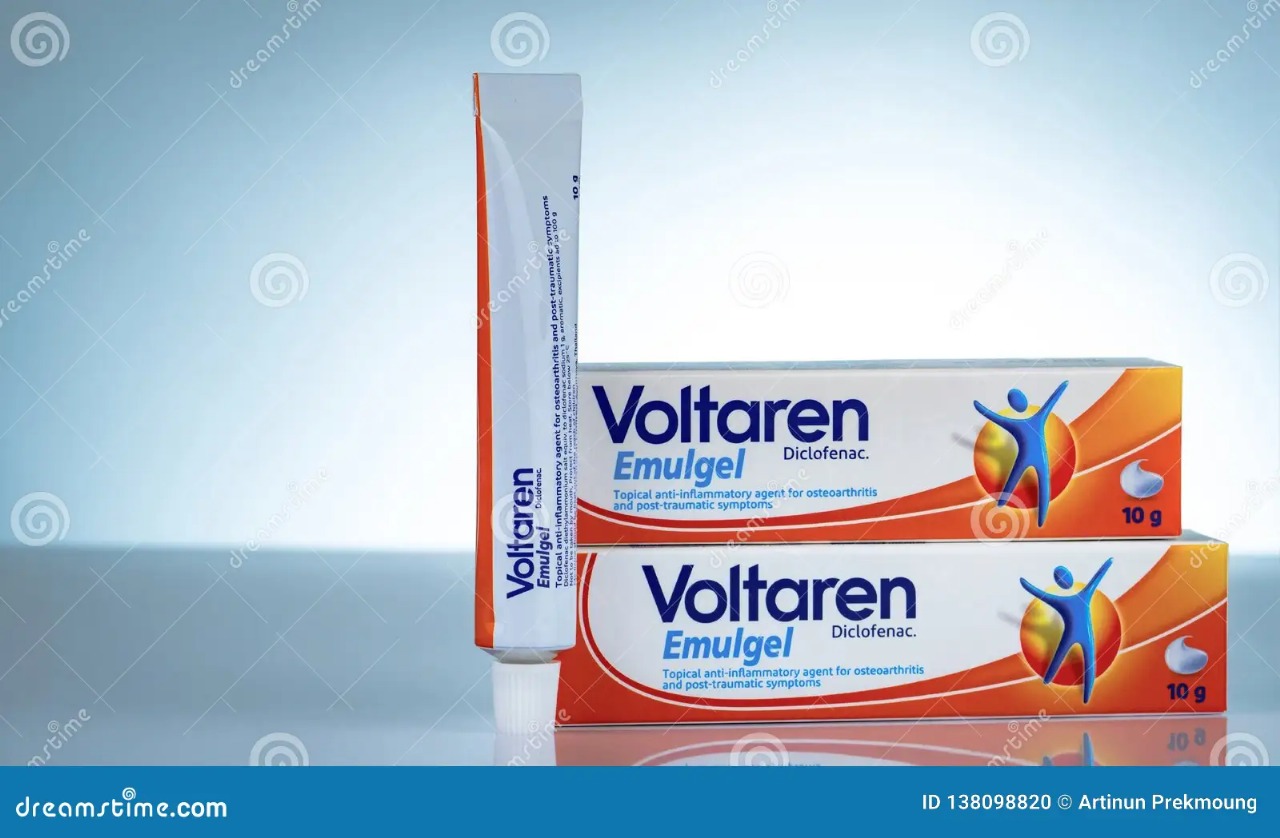 Voltaren
Emulgel
Diclofenac.
Topical anti-inflammatory agent for osteoarthritis and post-traumatic symptoms
10 g
Voltaren
Diclofenac.
Emulgel
Topical anti-inflammatory agent for osteoarthritis
and post-traumatic symptoms
10 g
Voltaren
Diclofenac.
Emulgel
Topical anti-inflammatory agent for osteoarthritis
and post-traumatic symptoms
10 g
dreamstime.com
ID 138098820 © Artinun Prekmoung